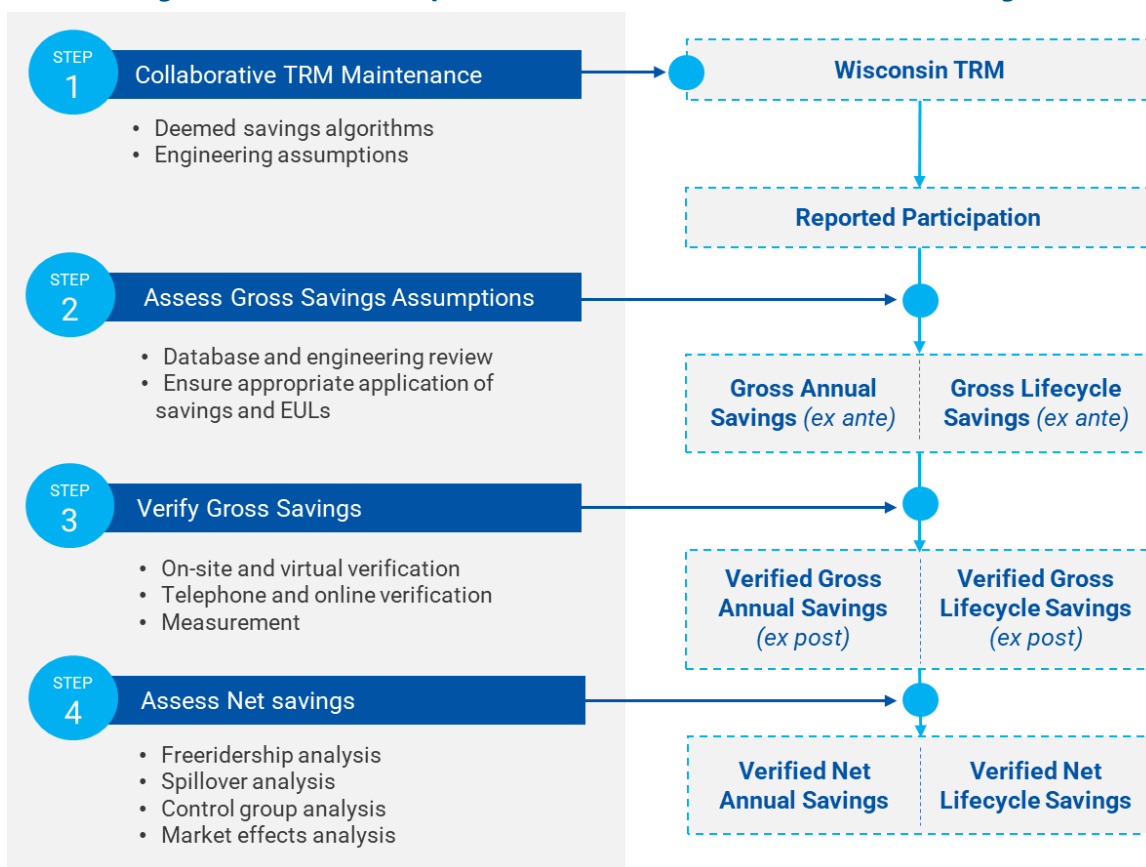 STEP
1
Collaborative TRM Maintenance
• Deemed savings algorithms
• Engineering assumptions
Wisconsin TRM
Reported Participation
STEP
2
Assess Gross Savings Assumptions
• Database and engineering review
• Ensure appropriate application of
savings and EULs
Gross Annual
Savings (ex ante)
Gross Lifecycle
Savings (ex ante)
STEP
3
Verify Gross Savings
• On-site and virtual verification
• Telephone and online verification
• Measurement
Verified Gross
Annual Savings
(ex post)
Verified Gross
Lifecycle Savings
(ex post)
STEP
4
Assess Net savings
• Freeridership analysis
• Spillover analysis
• Control group analysis
• Market effects analysis
Verified Net
Annual Savings
Verified Net
Lifecycle Savings